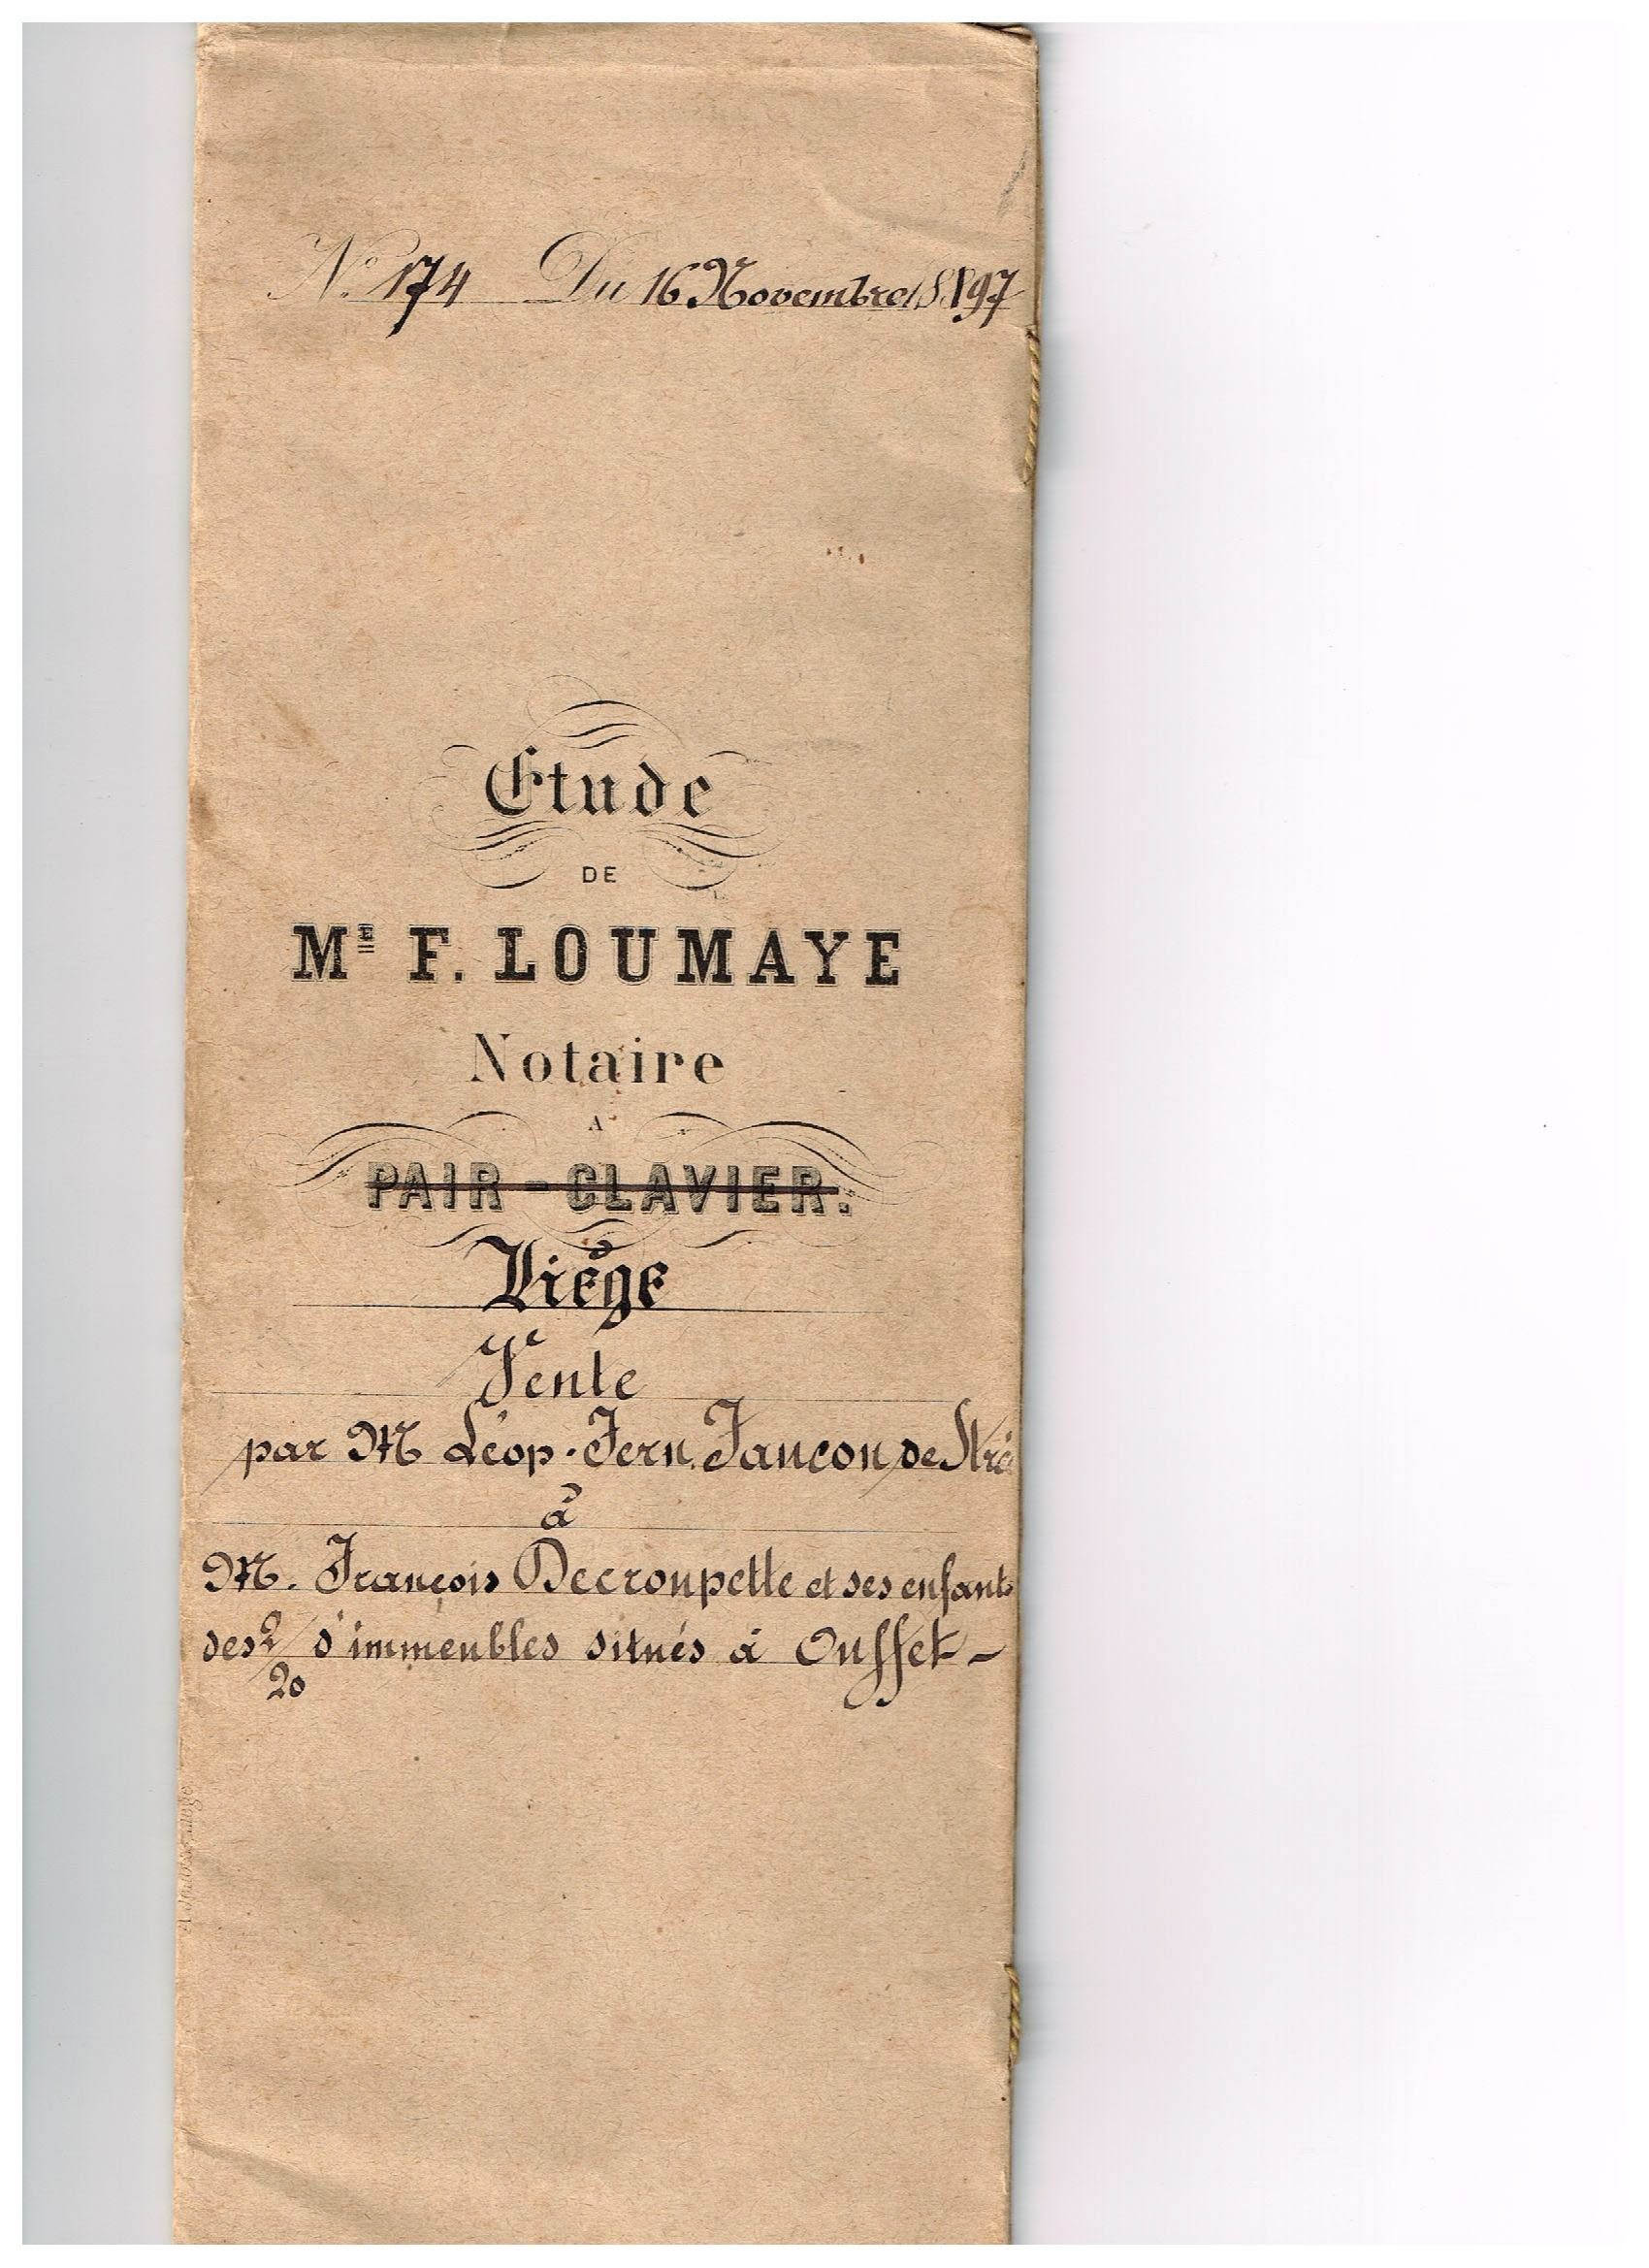 N° 174 Du 16 Novembre 1897
Etude
DE
Me F. LOUMAYE
Notaire
A
PAIR - CLAVIER.
Liège
Vente
par M Léop. Fern. Jancon de Stré
à
M. François Decroupette et ses enfants
des 2/20 d'immeubles situés à Ouffet -